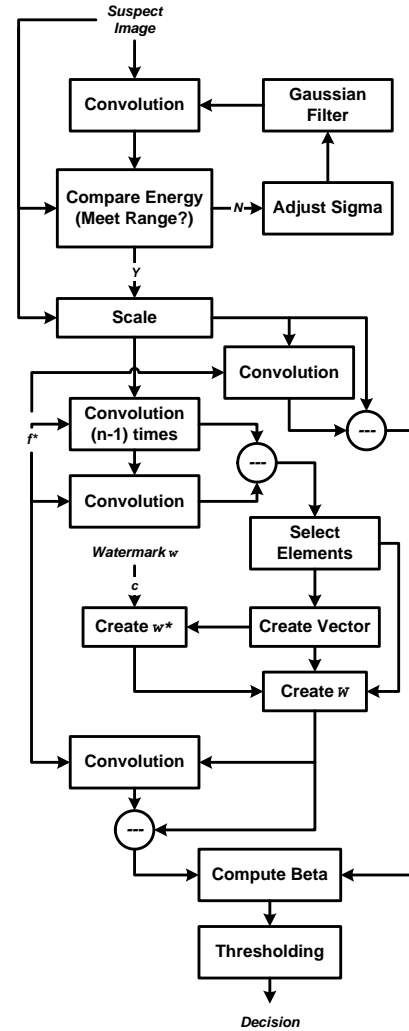 Suspect
Image
Convolution
Gaussian
Filter
Compare Energy
(Meet Range?)
N
Adjust Sigma
Y
Scale
Convolution
Convolution
(n-1) times
---
f*
---
Convolution
Select
Elements
Watermark w
c
Create w*
Create Vector
Create W
Convolution
---
Compute Beta
Thresholding
Decision